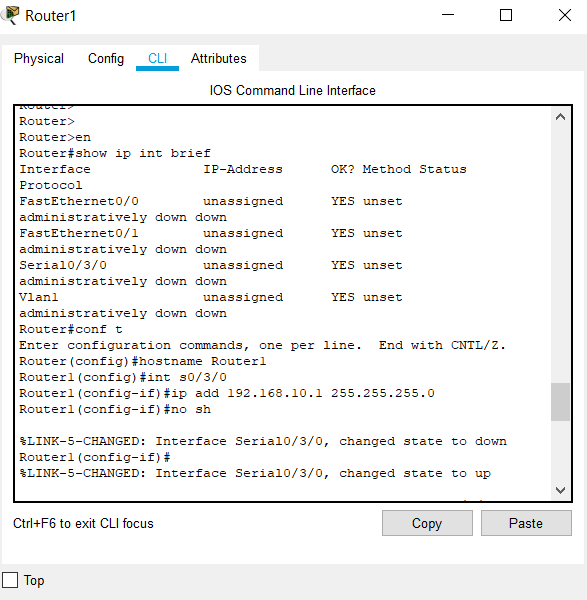 Router1
Physical Config CLI Attributes
IOS Command Line Interface
Router>
Router>
Router>en
Router#show ip int brief
Interface IP-Address OK? Method Status
Protocol
FastEthernet0/0 unassigned YES unset
administratively down down
FastEthernet0/1 unassigned YES unset
administratively down down
Serial0/3/0 unassigned YES unset
administratively down down
Vlan1 unassigned YES unset
administratively down down
Router#conf t
Enter configuration commands, one per line.  End with CNTL/Z.
Router(config)#hostname Router1
Router1(config)#int s0/3/0
Router1(config-if)#ip add 192.168.10.1 255.255.255.0
Router1(config-if)#no sh
%LINK-5-CHANGED: Interface Serial0/3/0, changed state to down
Router1(config-if)#
%LINK-5-CHANGED: Interface Serial0/3/0, changed state to up
Ctrl+F6 to exit CLI focus
Copy Paste
Top